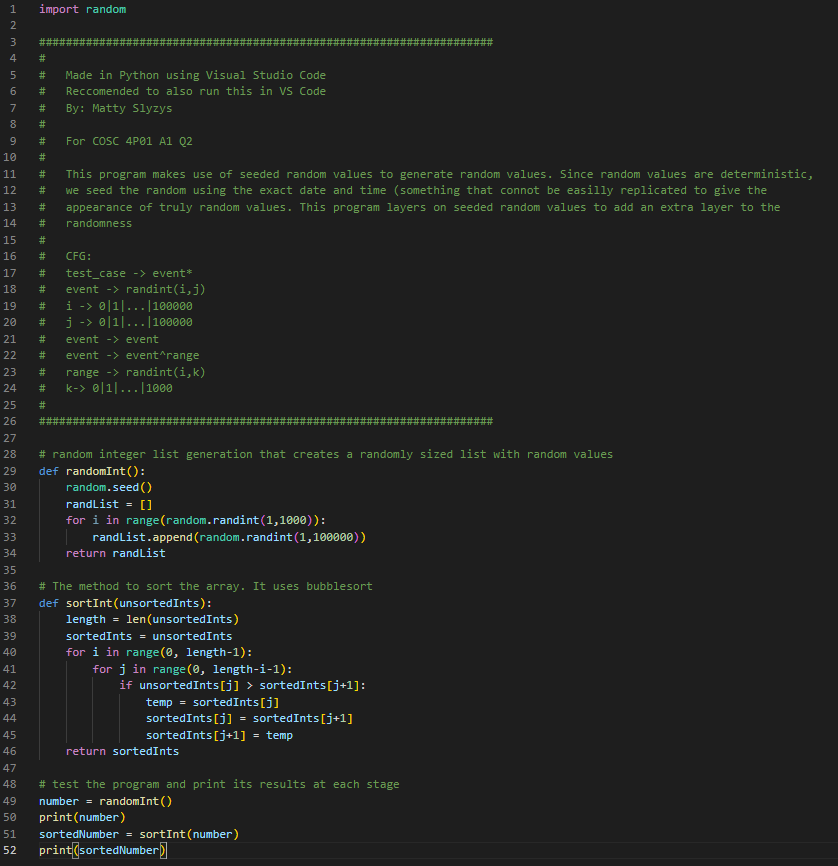 1 import random
2
3 ####################################################################
4 #
5 #   Made in Python using Visual Studio Code
6 #   Reccomended to also run this in VS Code
7 #   By: Matty Slyzys
8 #
9 #   For COSC 4P01 A1 Q2
10 #
11 #   This program makes use of seeded random values to generate random values. Since random values are deterministic,
12 #   we seed the random using the exact date and time (something that connot be easilly replicated to give the
13 #   appearance of truly random values. This program layers on seeded random values to add an extra layer to the
14 #   randomness
15 #
16 #   CFG:
17 #   test_case -> event*
18 #   event -> randint(i,j)
19 #   i -> 0|1|...|100000
20 #   j -> 0|1|...|100000
21 #   event -> event
22 #   event -> event^range
23 #   range -> randint(i,k)
24 #   k-> 0|1|...|1000
25 #
26 ####################################################################
27
28 # random integer list generation that creates a randomly sized list with random values
29 def randomInt():
30     random.seed()
31     randList = []
32     for i in range(random.randint(1,1000)):
33         randList.append(random.randint(1,100000))
34     return randList
35
36 # The method to sort the array. It uses bubblesort
37 def sortInt(unsortedInts):
38     length = len(unsortedInts)
39     sortedInts = unsortedInts
40     for i in range(0, length-1):
41         for j in range(0, length-i-1):
42             if unsortedInts[j] > sortedInts[j+1]:
43                 temp = sortedInts[j]
44                 sortedInts[j] = sortedInts[j+1]
45                 sortedInts[j+1] = temp
46     return sortedInts
47
48 # test the program and print its results at each stage
49 number = randomInt()
50 print(number)
51 sortedNumber = sortInt(number)
52 print(sortedNumber)